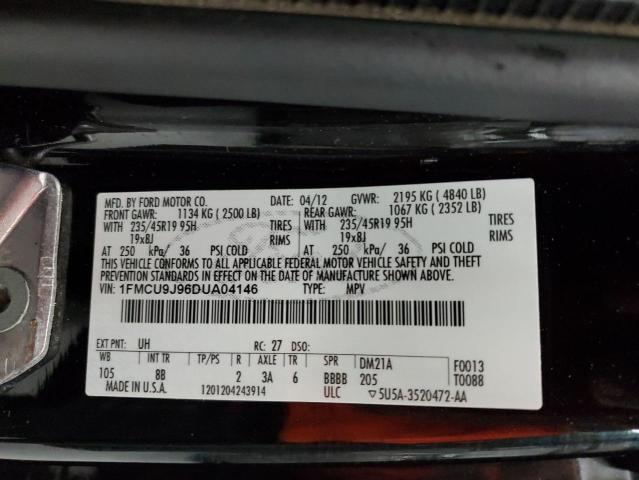 MFD. BY FORD MOTOR CO. DATE: 04/12 GVWR: 2195 KG ( 4840 LB)
FRONT GAWR: 1134 KG ( 2500 LB) REAR GAWR: 1067 KG ( 2352 LB)
WITH 235/45R19 95H TIRES WITH 235/45R19 95H TIRES
19x8J RIMS 19x8J RIMS
AT 250 kPa/ 36 PSI COLD AT 250 kPa/ 36 PSI COLD
THIS VEHICLE CONFORMS TO ALL APPLICABLE FEDERAL MOTOR VEHICLE SAFETY AND THEFT
PREVENTION STANDARDS IN EFFECT ON THE DATE OF MANUFACTURE SHOWN ABOVE.
VIN: 1FMCU9J96DUA04146 TYPE: MPV
EXT PNT: UH RC: 27 DSO:
WB INT TR TP/PS R AXLE TR SPR DM21A F0013
105 8B 2 3A 6 BBBB 205 T0088
MADE IN U.S.A. 1201204243914 ULC ▽5U5A-3520472-AA